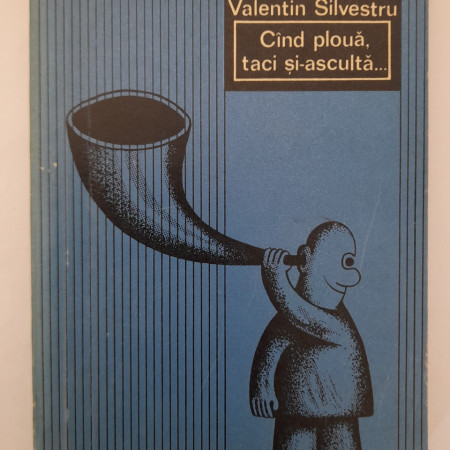 Valentin Silvestru
Cînd plouă,
taci și-ascultă...